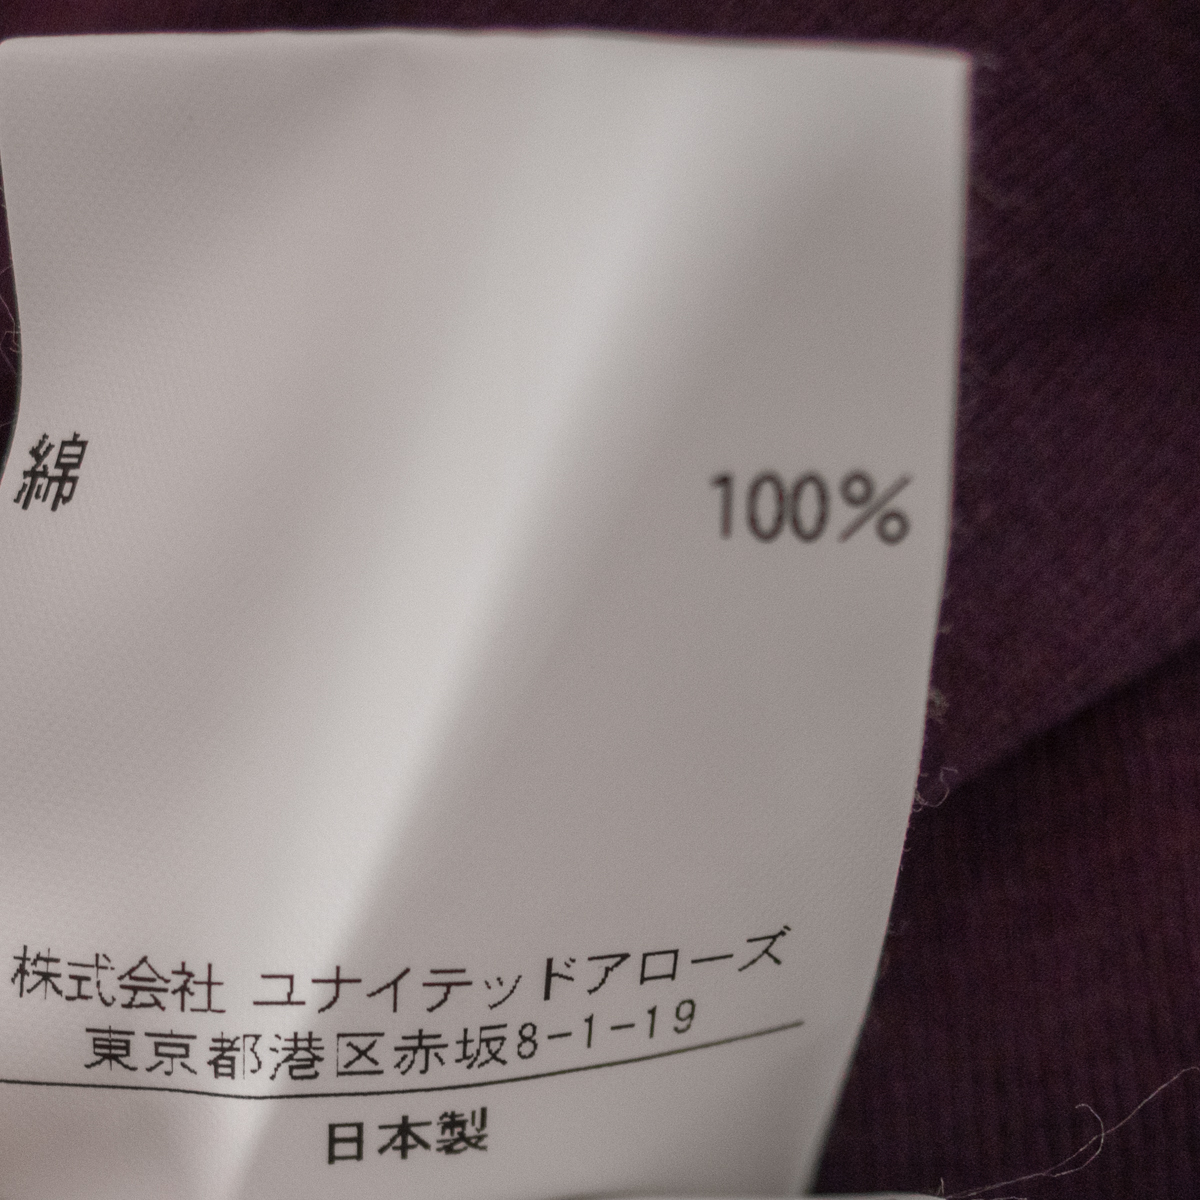 綿 100%
株式会社 ユナイテッドアローズ
東京都港区赤坂8-1-19
日本製